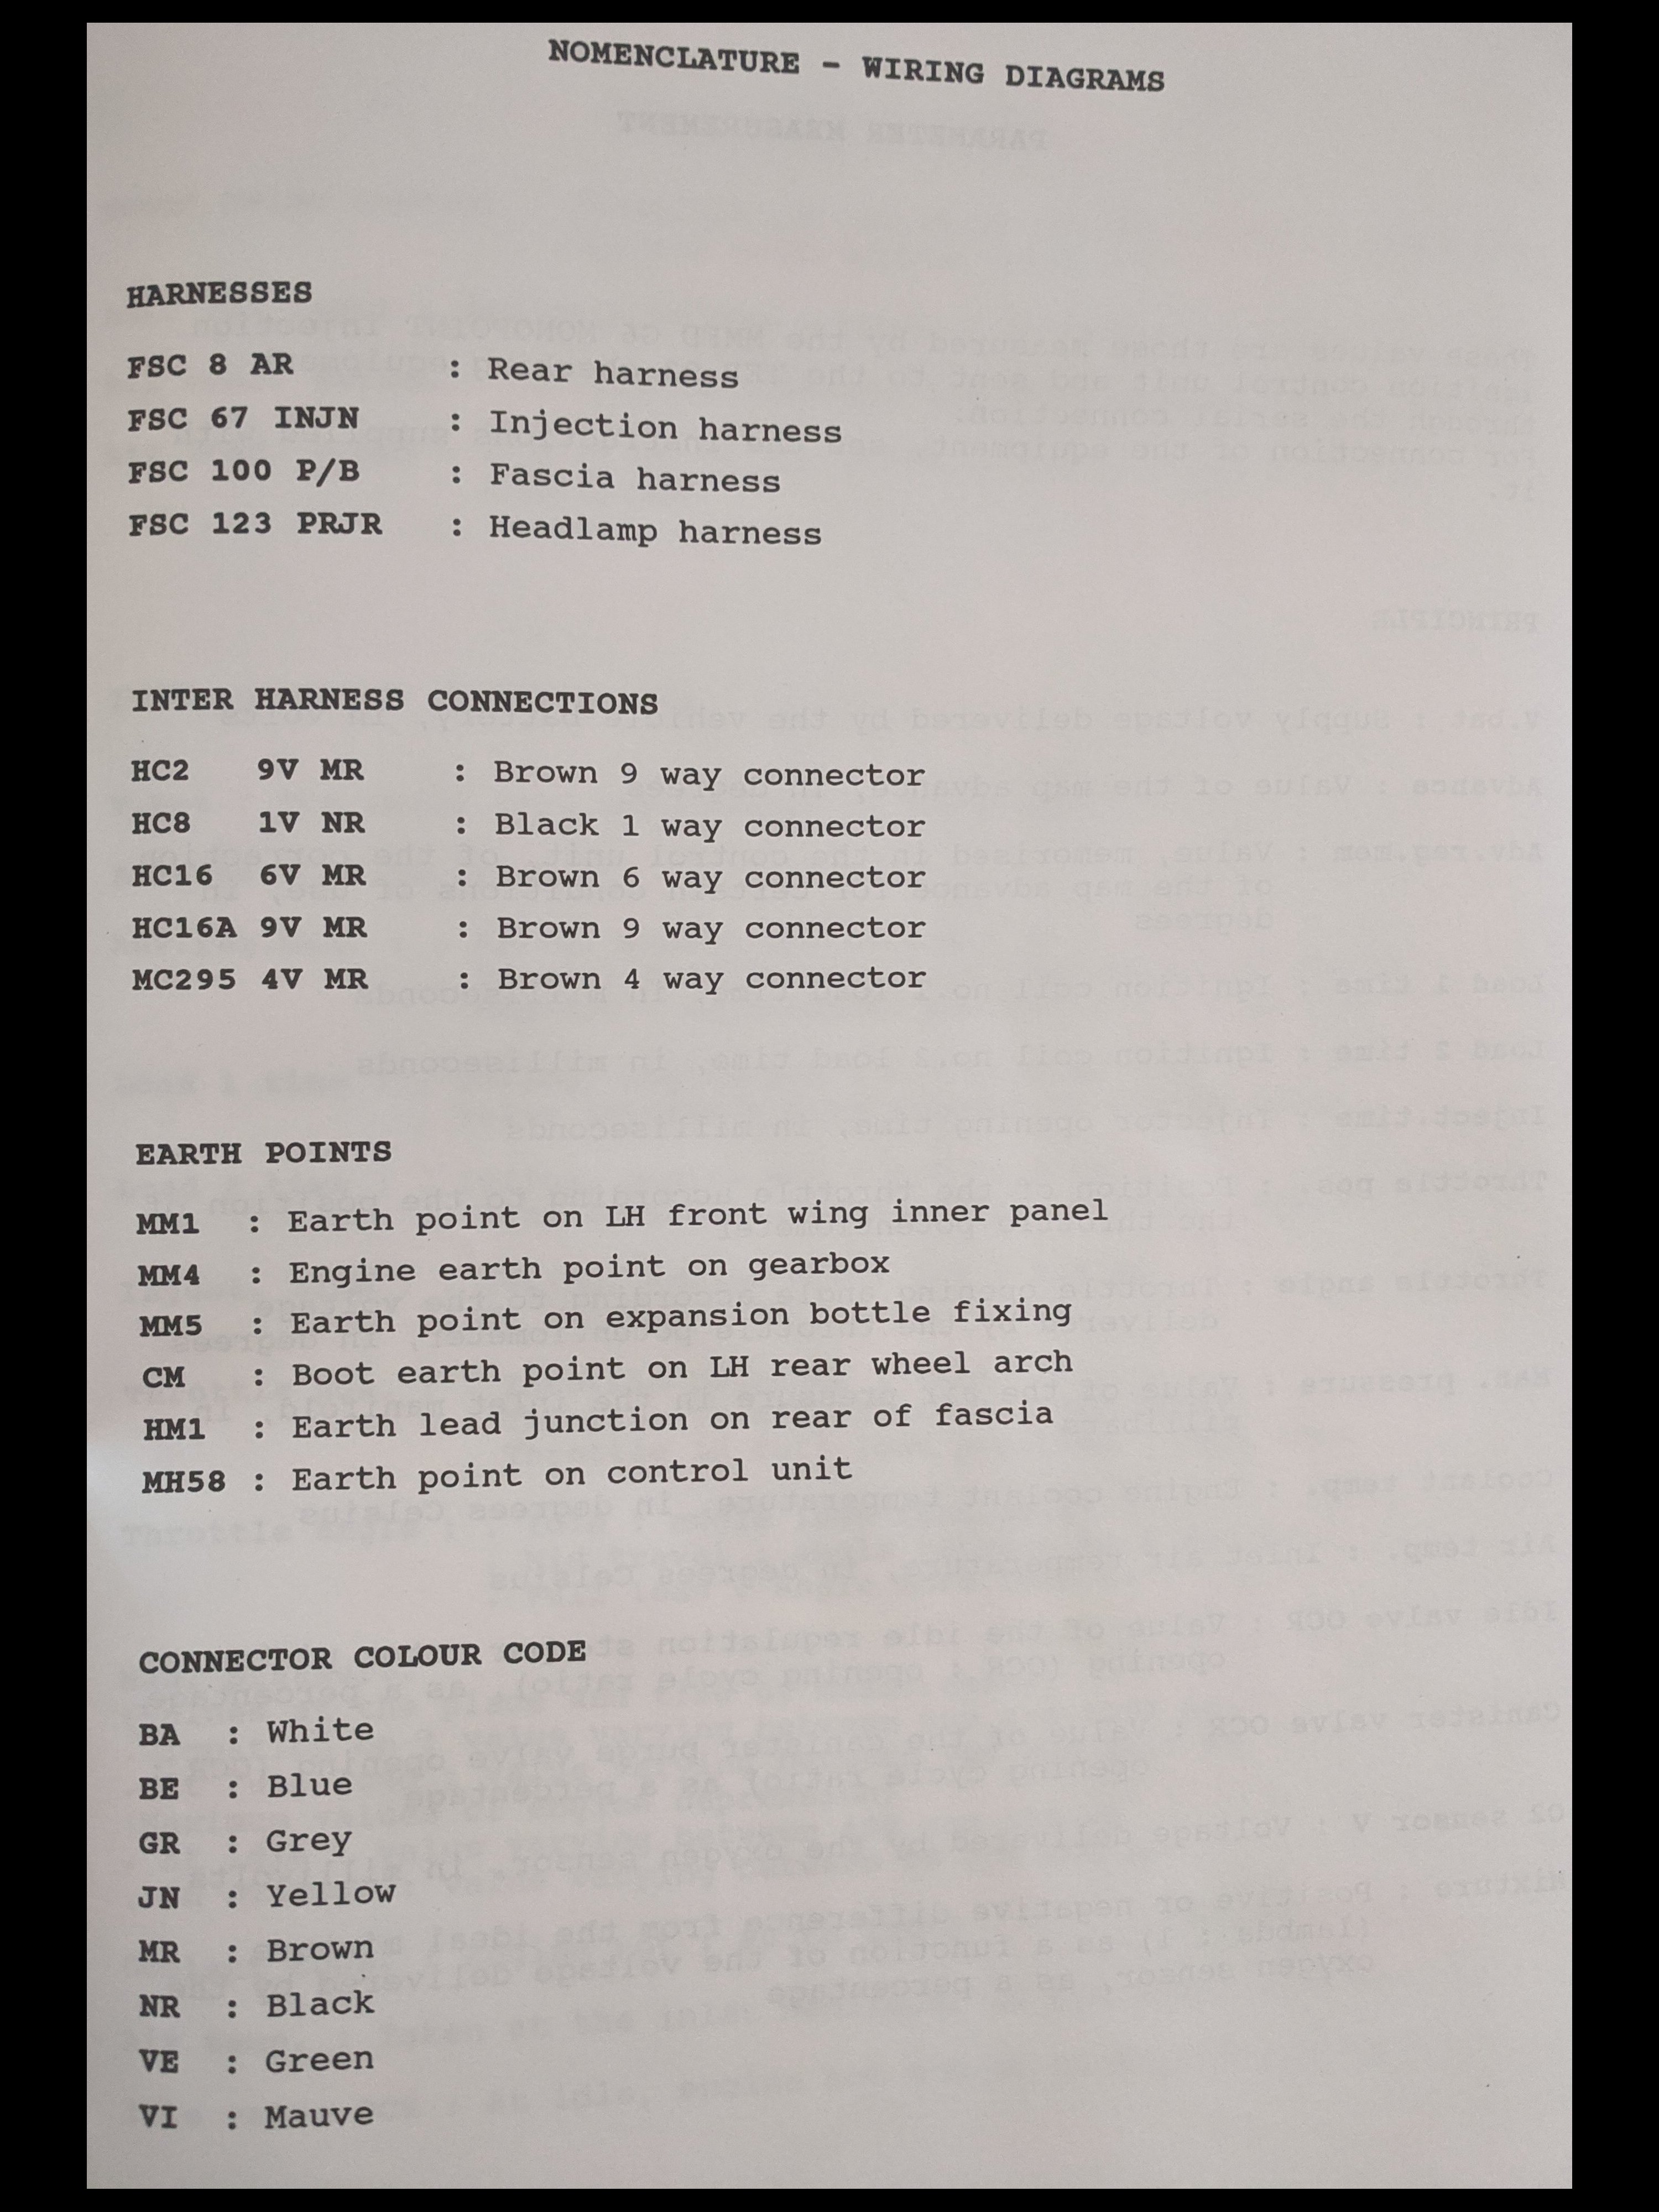 NOMENCLATURE - WIRING DIAGRAMS
HARNESSES
FSC 8 AR : Rear harness
FSC 67 INJN : Injection harness
FSC 100 P/B : Fascia harness
FSC 123 PRJR : Headlamp harness
INTER HARNESS CONNECTIONS
HC2 9V MR : Brown 9 way connector
HC8 1V NR : Black 1 way connector
HC16 6V MR : Brown 6 way connector
HC16A 9V MR : Brown 9 way connector
MC295 4V MR : Brown 4 way connector
EARTH POINTS
MM1 : Earth point on LH front wing inner panel
MM4 : Engine earth point on gearbox
MM5 : Earth point on expansion bottle fixing
CM : Boot earth point on LH rear wheel arch
HM1 : Earth lead junction on rear of fascia
MH58 : Earth point on control unit
CONNECTOR COLOUR CODE
BA : White
BE : Blue
GR : Grey
JN : Yellow
MR : Brown
NR : Black
VE : Green
VI : Mauve